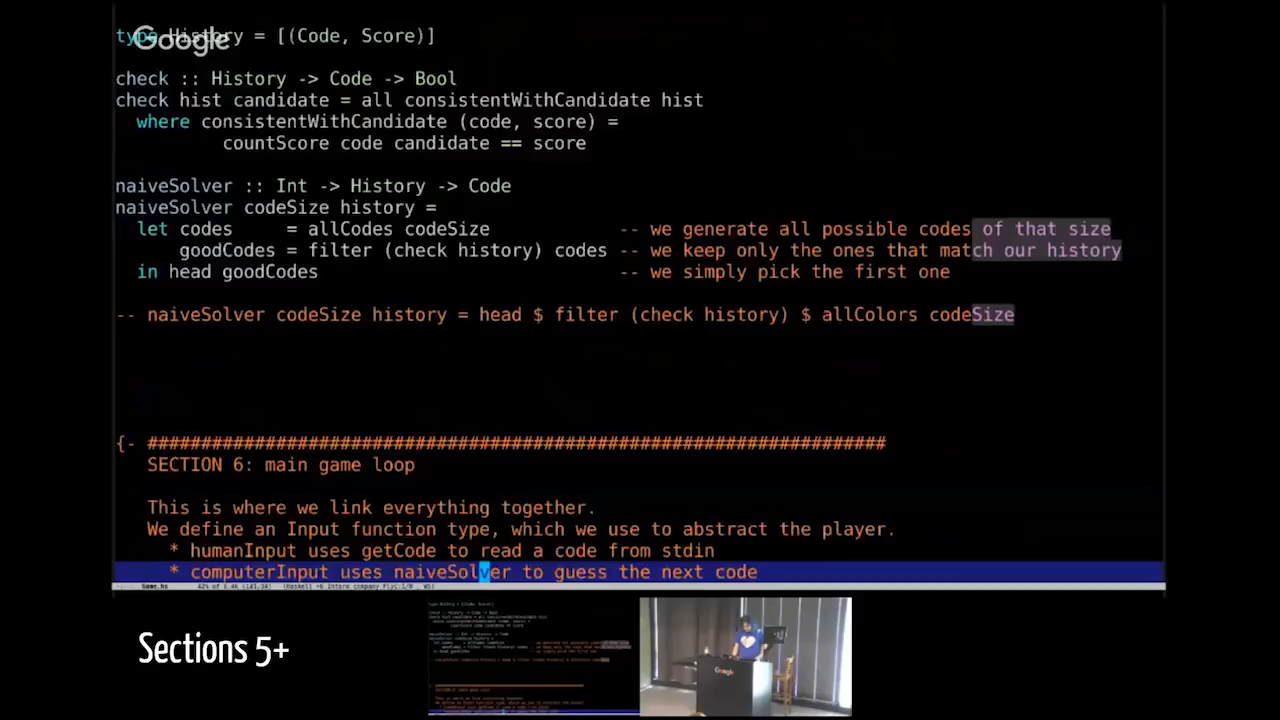 type History = [(Code, Score)]
Google
check :: History -> Code -> Bool
check hist candidate = all consistentWithCandidate hist
where consistentWithCandidate (code, score) =
countScore code candidate == score
naiveSolver :: Int -> History -> Code
naiveSolver codeSize history =
let codes = allCodes codeSize -- we generate all possible codes of that size
goodCodes = filter (check history) codes -- we keep only the ones that match our history
in head goodCodes -- we simply pick the first one
-- naiveSolver codeSize history = head $ filter (check history) $ allColors codeSize
{- #####################################################################
SECTION 6: main game loop
This is where we link everything together.
We define an Input function type, which we use to abstract the player.
* humanInput uses getCode to read a code from stdin
* computerInput uses naiveSolver to guess the next code
Sections 5+
Google